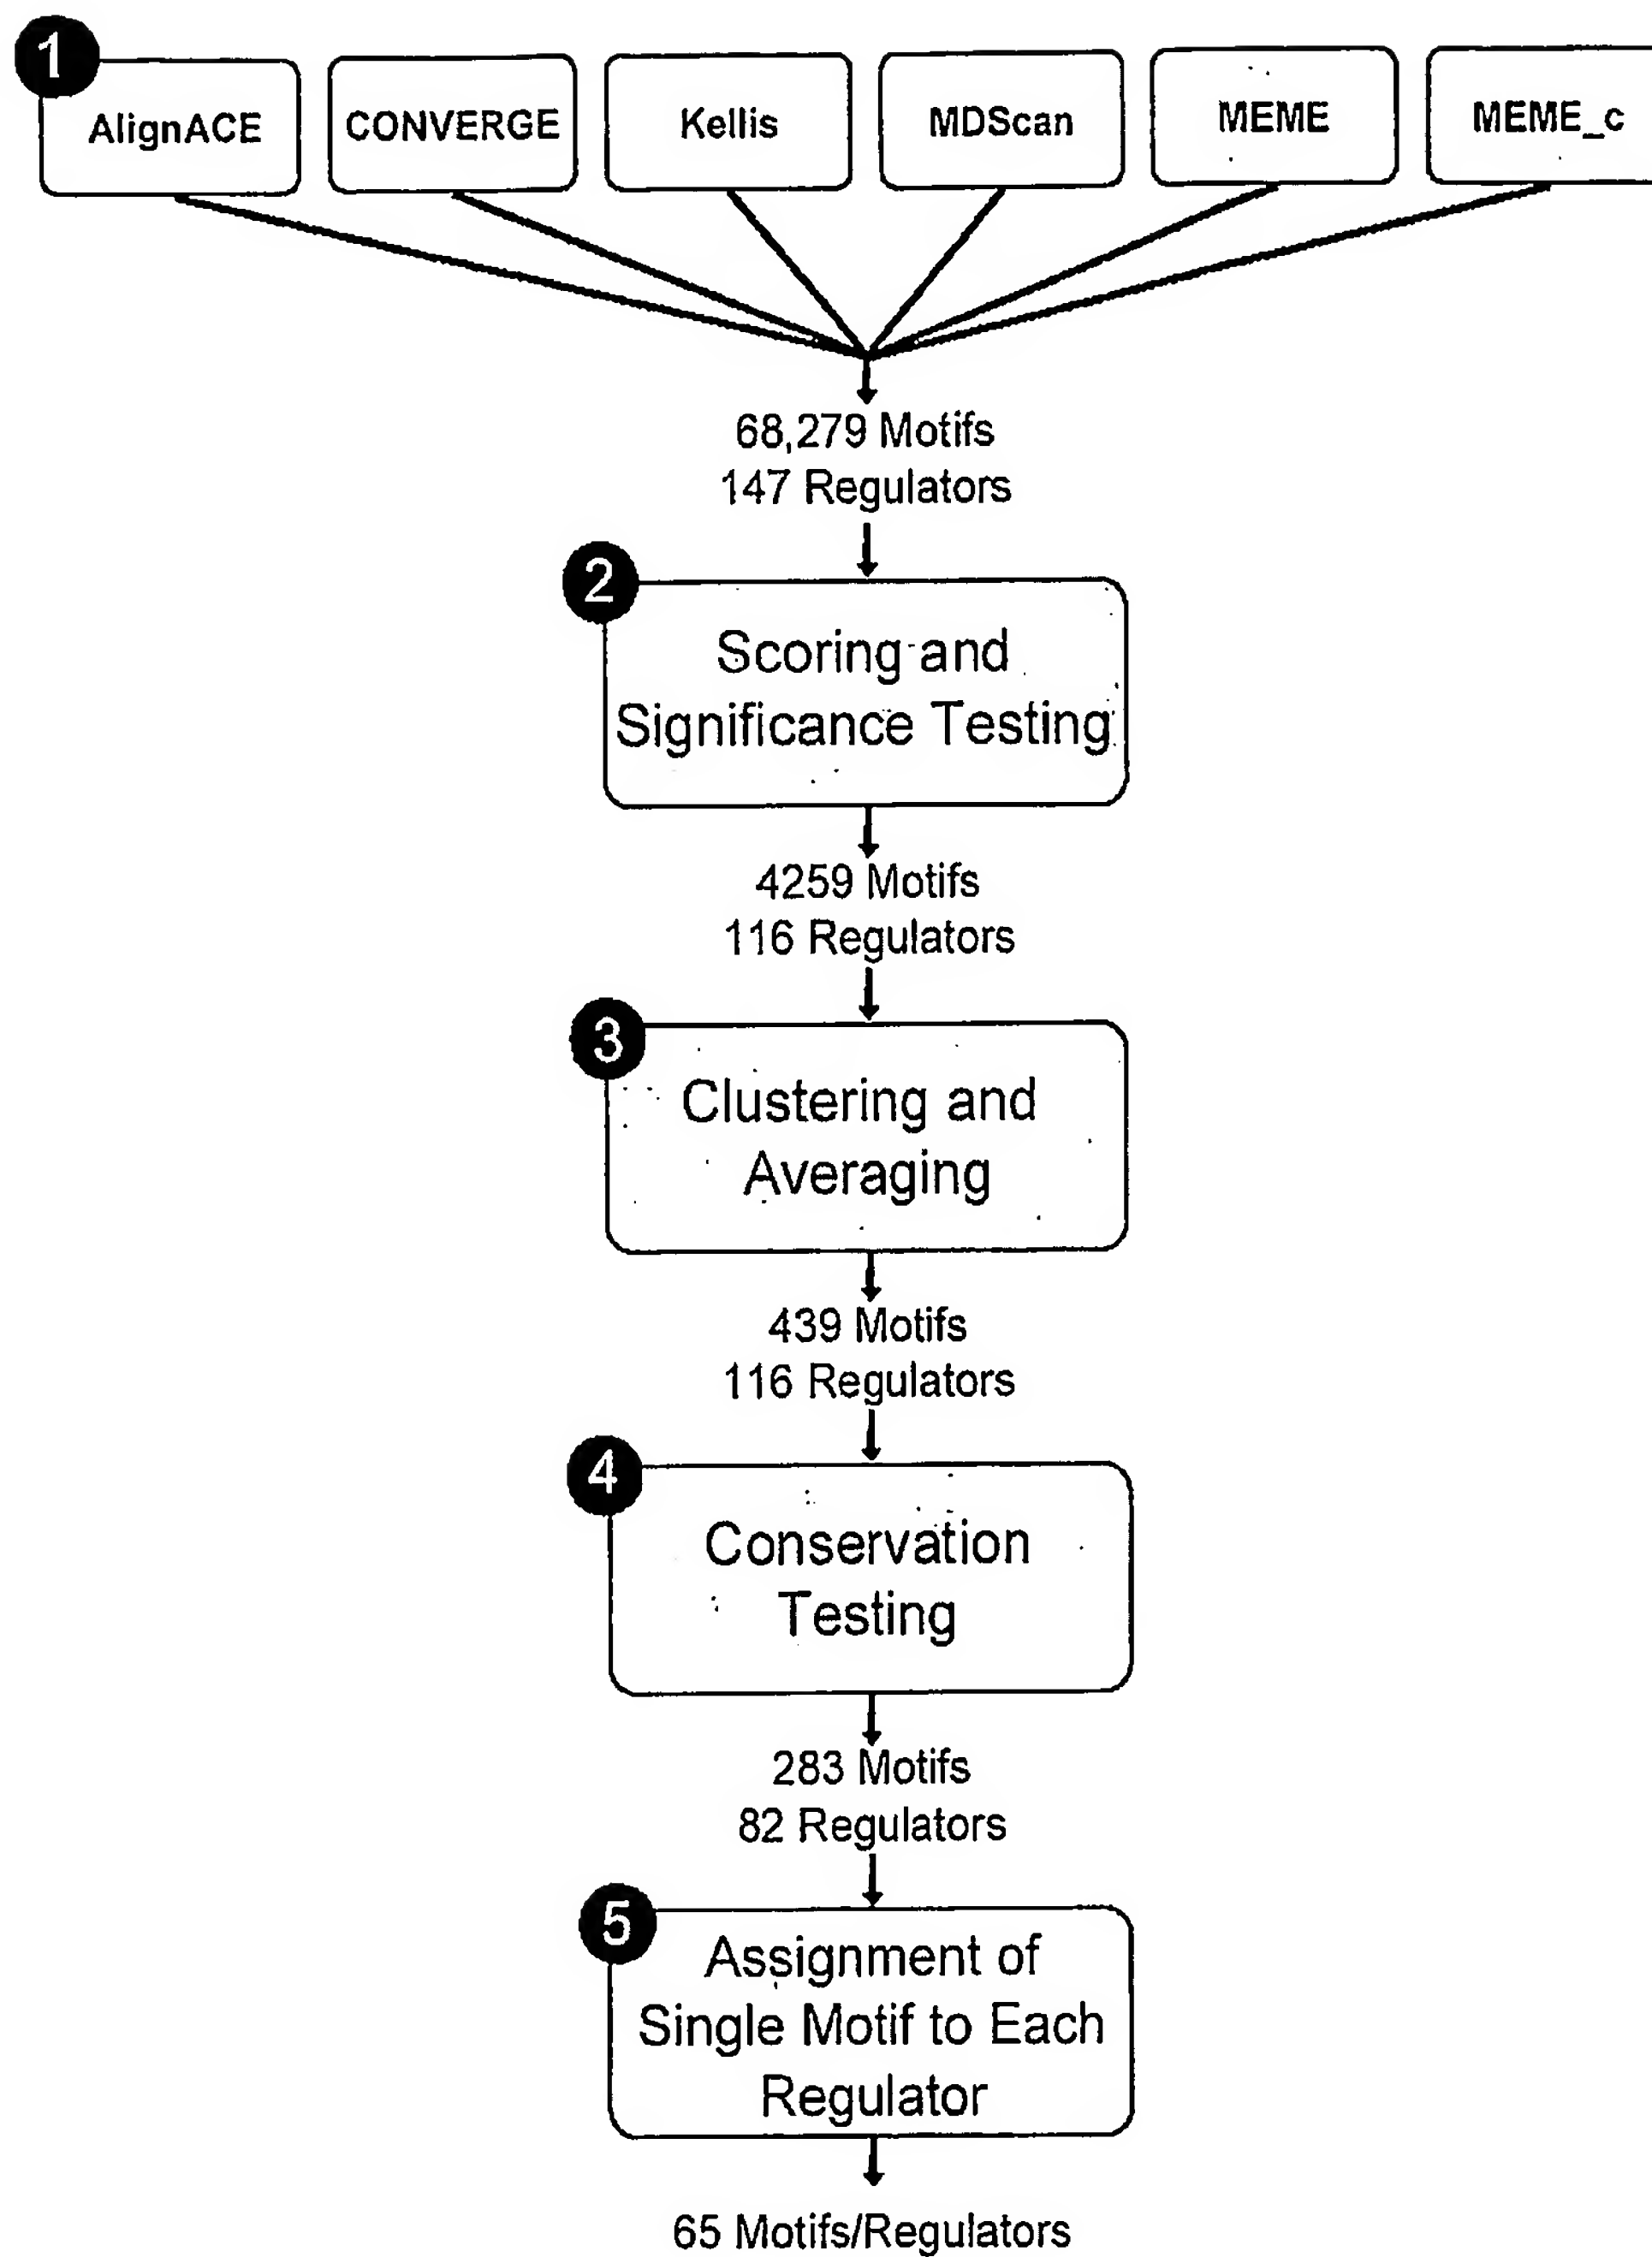 1
AlignACE
CONVERGE
Kellis
MDScan
MEME
MEME_c
68,279 Motifs
147 Regulators
2
Scoring and
Significance Testing
4259 Motifs
116 Regulators
3
Clustering and
Averaging
439 Motifs
116 Regulators
4
Conservation
Testing
283 Motifs
82 Regulators
5
Assignment of
Single Motif to Each
Regulator
65 Motifs/Regulators